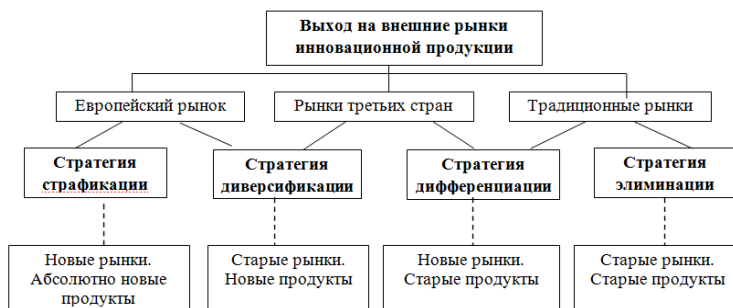 Выход на внешние рынки
инновационной продукции
Европейский рынок
Рынки третьих стран
Традиционные рынки
Стратегия
страфикации
Стратегия
диверсификации
Стратегия
дифференциации
Стратегия
элиминации
Новые рынки.
Абсолютно новые
продукты
Старые рынки.
Новые продукты
Новые рынки.
Старые продукты
Старые рынки.
Старые продукты